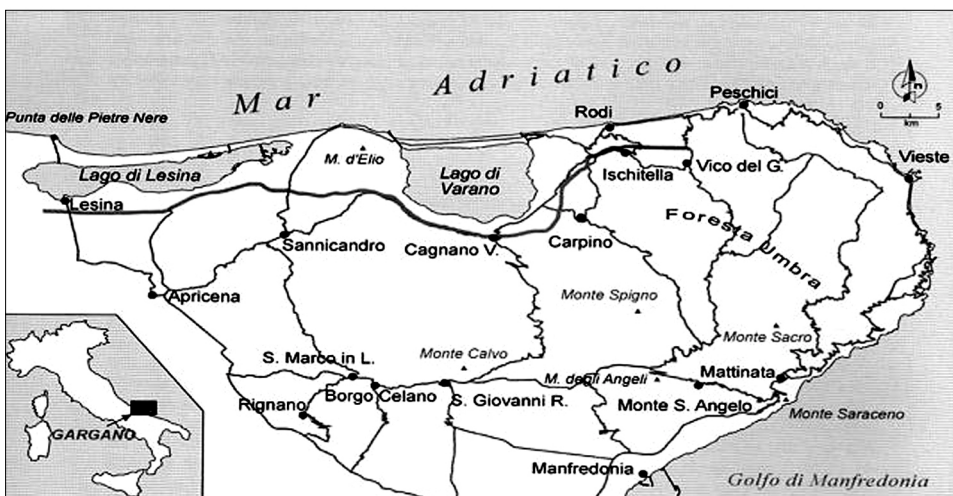 Mar Adriatico
n
0 5
km
Punta delle Pietre Nere
Peschici
Rodi
M. d'Elio
Lago di Lesina
Lago di
Varano
Vieste
Ischitella
Vico del G.
Lesina
Foresta Umbra
Sannicandro
Cagnano V.
Carpino
Apricena
Monte Spigno
Monte Sacro
S. Marco in L.
Monte Calvo
M. degli Angeli
Mattinata
Rignano
Borgo Celano
S. Giovanni R.
Monte S. Angelo
Monte Saraceno
GARGANO
Manfredonia
Golfo di Manfredonia